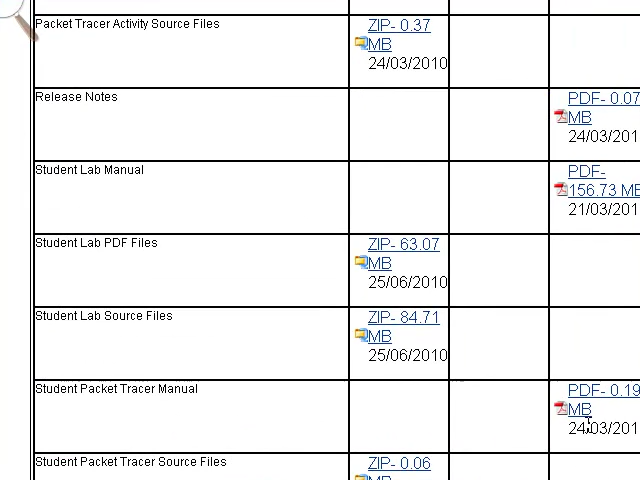 Packet Tracer Activity Source Files
ZIP- 0.37
MB
24/03/2010
Release Notes
PDF- 0.07
MB
24/03/201
Student Lab Manual
PDF-
156.73 MB
21/03/201
Student Lab PDF Files
ZIP- 63.07
MB
25/06/2010
Student Lab Source Files
ZIP- 84.71
MB
25/06/2010
Student Packet Tracer Manual
PDF- 0.19
MB
24/03/201
Student Packet Tracer Source Files
ZIP- 0.06
MB